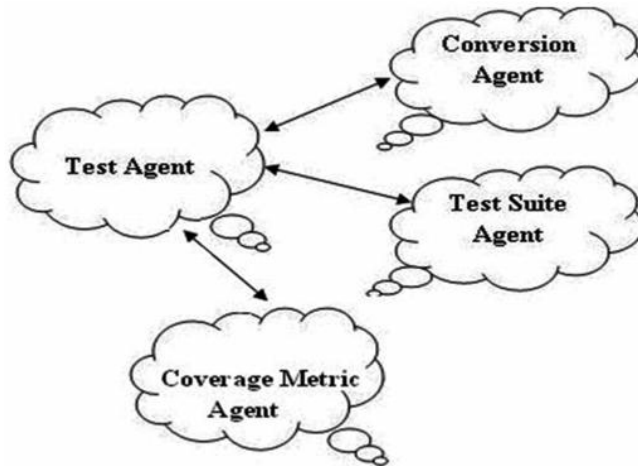 Conversion
Agent
Test Agent
Test Suite
Agent
Coverage Metric
Agent